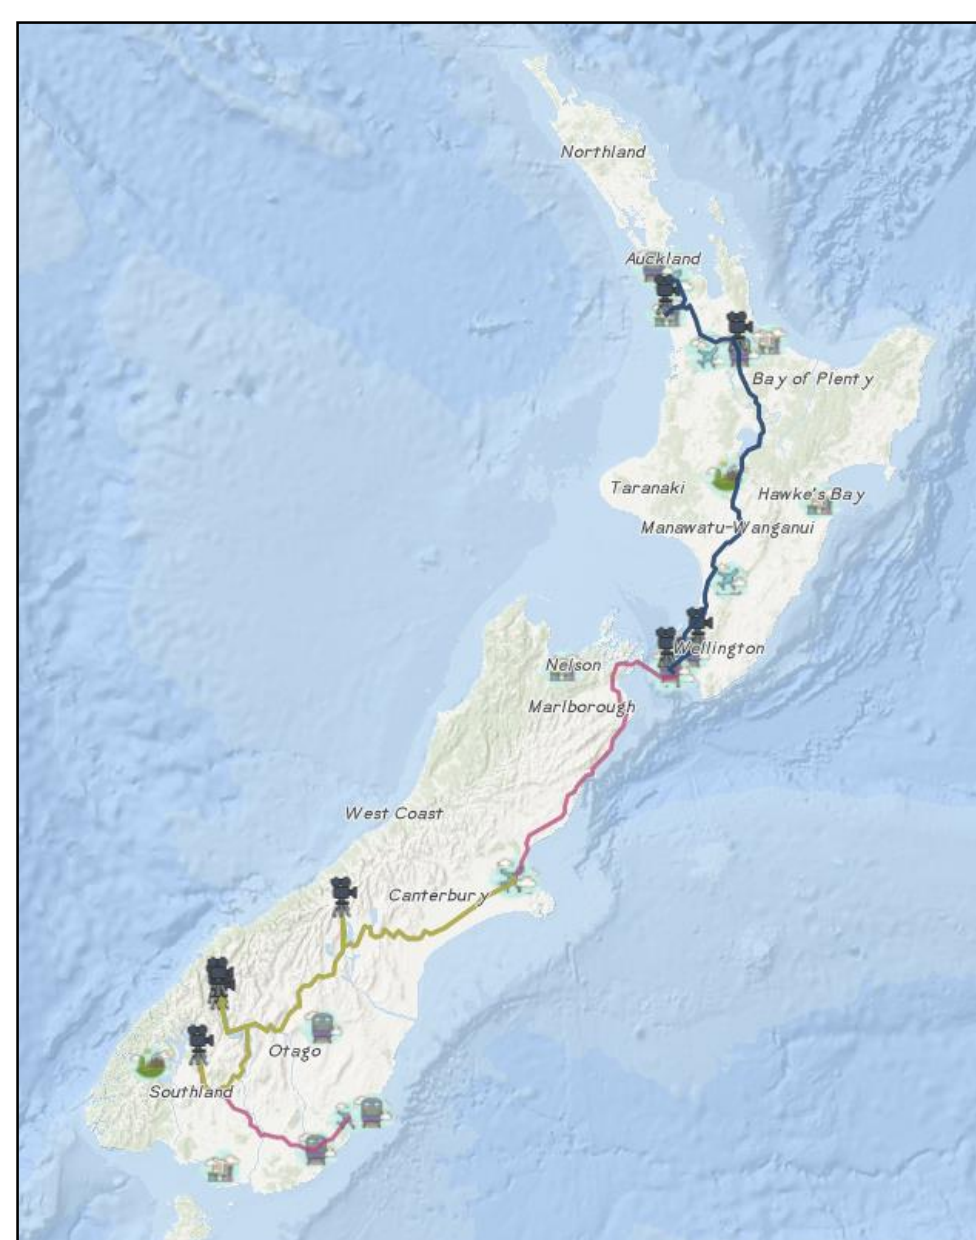 Northland
Auckland
Bay of Plenty
Taranaki
Hawke's Bay
Manawatu-Wanganui
Wellington
Nelson
Marlborough
West Coast
Canterbury
Otago
Southland